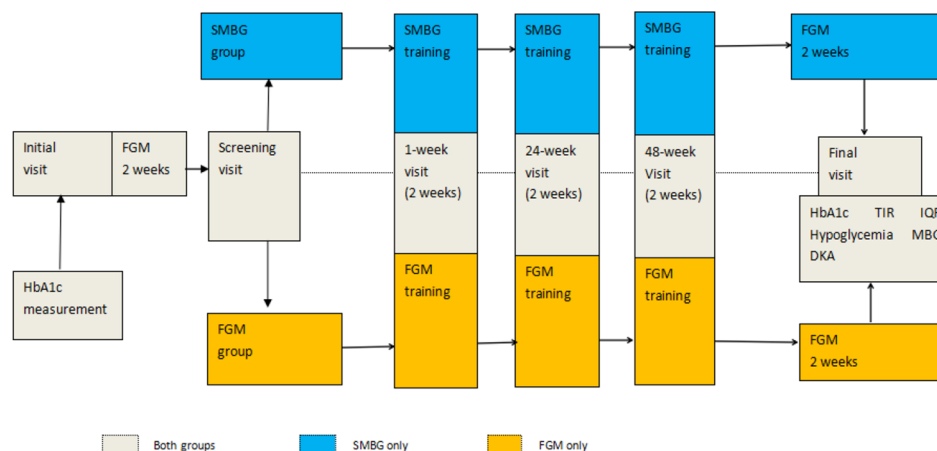 SMBG
group
SMBG
training
SMBG
training
SMBG
training
FGM
2 weeks
Initial
visit
FGM
2 weeks
Screening
visit
1-week
visit
(2 weeks)
24-week
visit
(2 weeks)
48-week
Visit
(2 weeks)
Final
visit
HbA1c TIR
Hypoglycemia
DKA
HbA1c
measurement
FGM
group
FGM
training
FGM
training
FGM
training
FGM
2 weeks
Both groups
SMBG only
FGM only